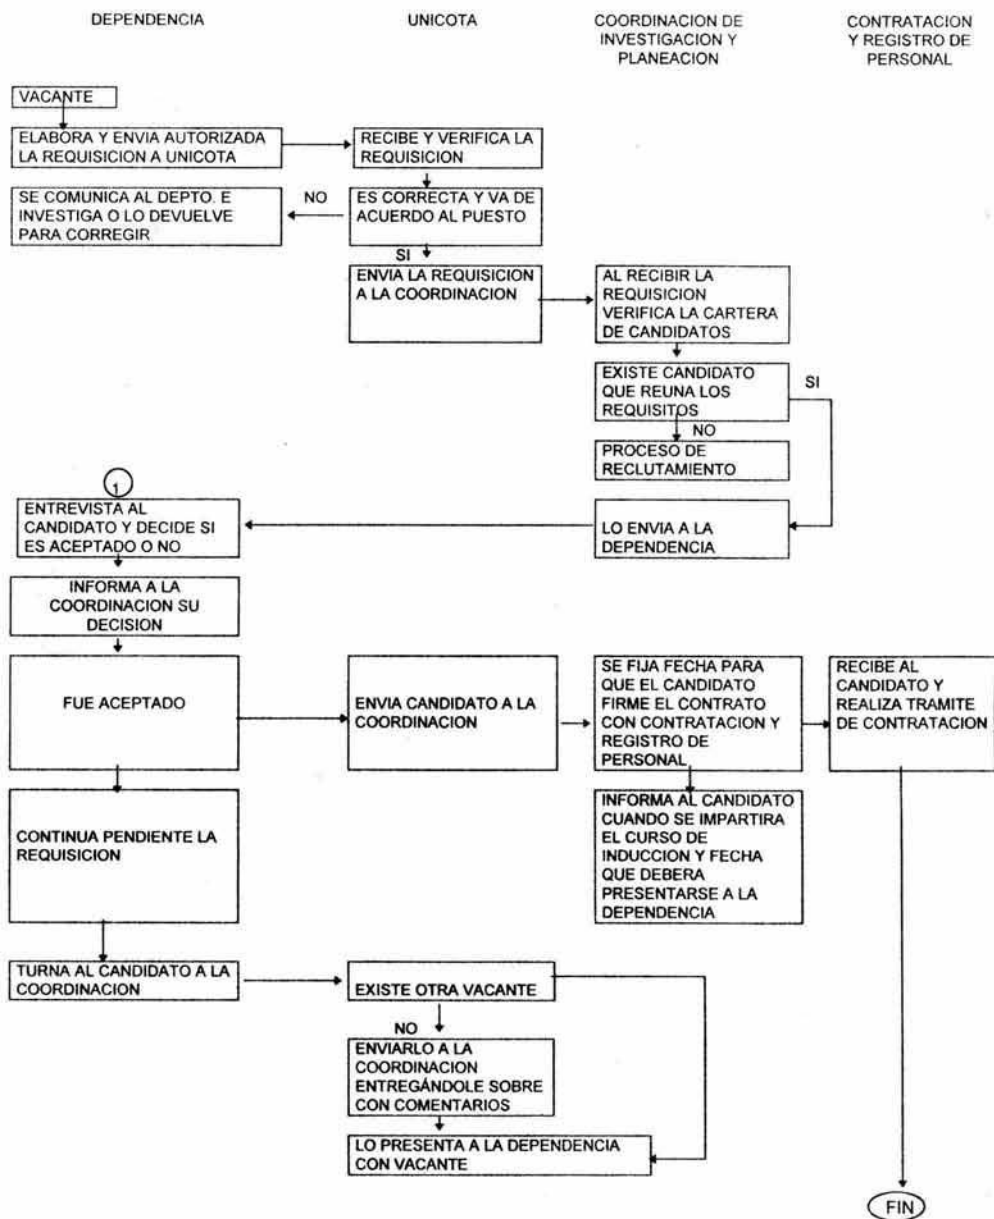 DEPENDENCIA
UNICOTA
COORDINACION DE
INVESTIGACION Y
PLANEACION
CONTRATACION
Y REGISTRO DE
PERSONAL
VACANTE
ELABORA Y ENVIA AUTORIZADA
LA REQUISICION A UNICOTA
RECIBE Y VERIFICA LA
REQUISICION
SE COMUNICA AL DEPTO. E
INVESTIGA O LO DEVUELVE
PARA CORREGIR
NO
ES CORRECTA Y VA DE
ACUERDO AL PUESTO
SI
ENVIA LA REQUISICION
A LA COORDINACION
AL RECIBIR LA
REQUISICION
VERIFICA LA CARTERA
DE CANDIDATOS
EXISTE CANDIDATO
QUE REUNA LOS
REQUISITOS
SI
NO
PROCESO DE
RECLUTAMIENTO
1
ENTREVISTA AL
CANDIDATO Y DECIDE SI
ES ACEPTADO O NO
LO ENVIA A LA
DEPENDENCIA
INFORMA A LA
COORDINACION SU
DECISION
FUE ACEPTADO
ENVIA CANDIDATO A LA
COORDINACION
SE FIJA FECHA PARA
QUE EL CANDIDATO
FIRME EL CONTRATO
CON CONTRATACION Y
REGISTRO DE
PERSONAL
RECIBE AL
CANDIDATO Y
REALIZA TRAMITE
DE CONTRATACION
CONTINUA PENDIENTE LA
REQUISICION
INFORMA AL CANDIDATO
CUANDO SE IMPARTIRA
EL CURSO DE
INDUCCION Y FECHA
QUE DEBERA
PRESENTARSE A LA
DEPENDENCIA
TURNA AL CANDIDATO A LA
COORDINACION
EXISTE OTRA VACANTE
NO
ENVIARLO A LA
COORDINACION
ENTREGÁNDOLE SOBRE
CON COMENTARIOS
LO PRESENTA A LA DEPENDENCIA
CON VACANTE
FIN